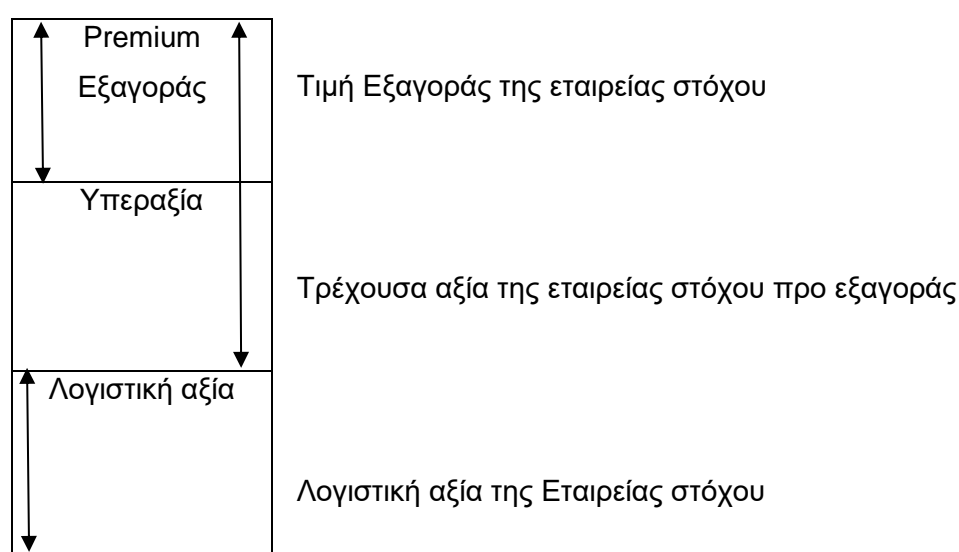 Premium
Εξαγοράς
Τιμή Εξαγοράς της εταιρείας στόχου
Υπεραξία
Τρέχουσα αξία της εταιρείας στόχου προ εξαγοράς
Λογιστική αξία
Λογιστική αξία της Εταιρείας στόχου